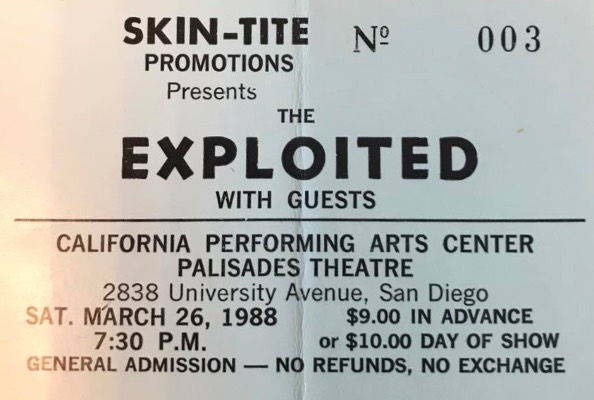 SKIN-TITE Nº 003
PROMOTIONS
Presents
THE
EXPLOITED
WITH GUESTS
CALIFORNIA PERFORMING ARTS CENTER
PALISADES THEATRE
2838 University Avenue, San Diego
SAT. MARCH 26, 1988 $9.00 IN ADVANCE
7:30 P.M. or $10.00 DAY OF SHOW
GENERAL ADMISSION — NO REFUNDS, NO EXCHANGE